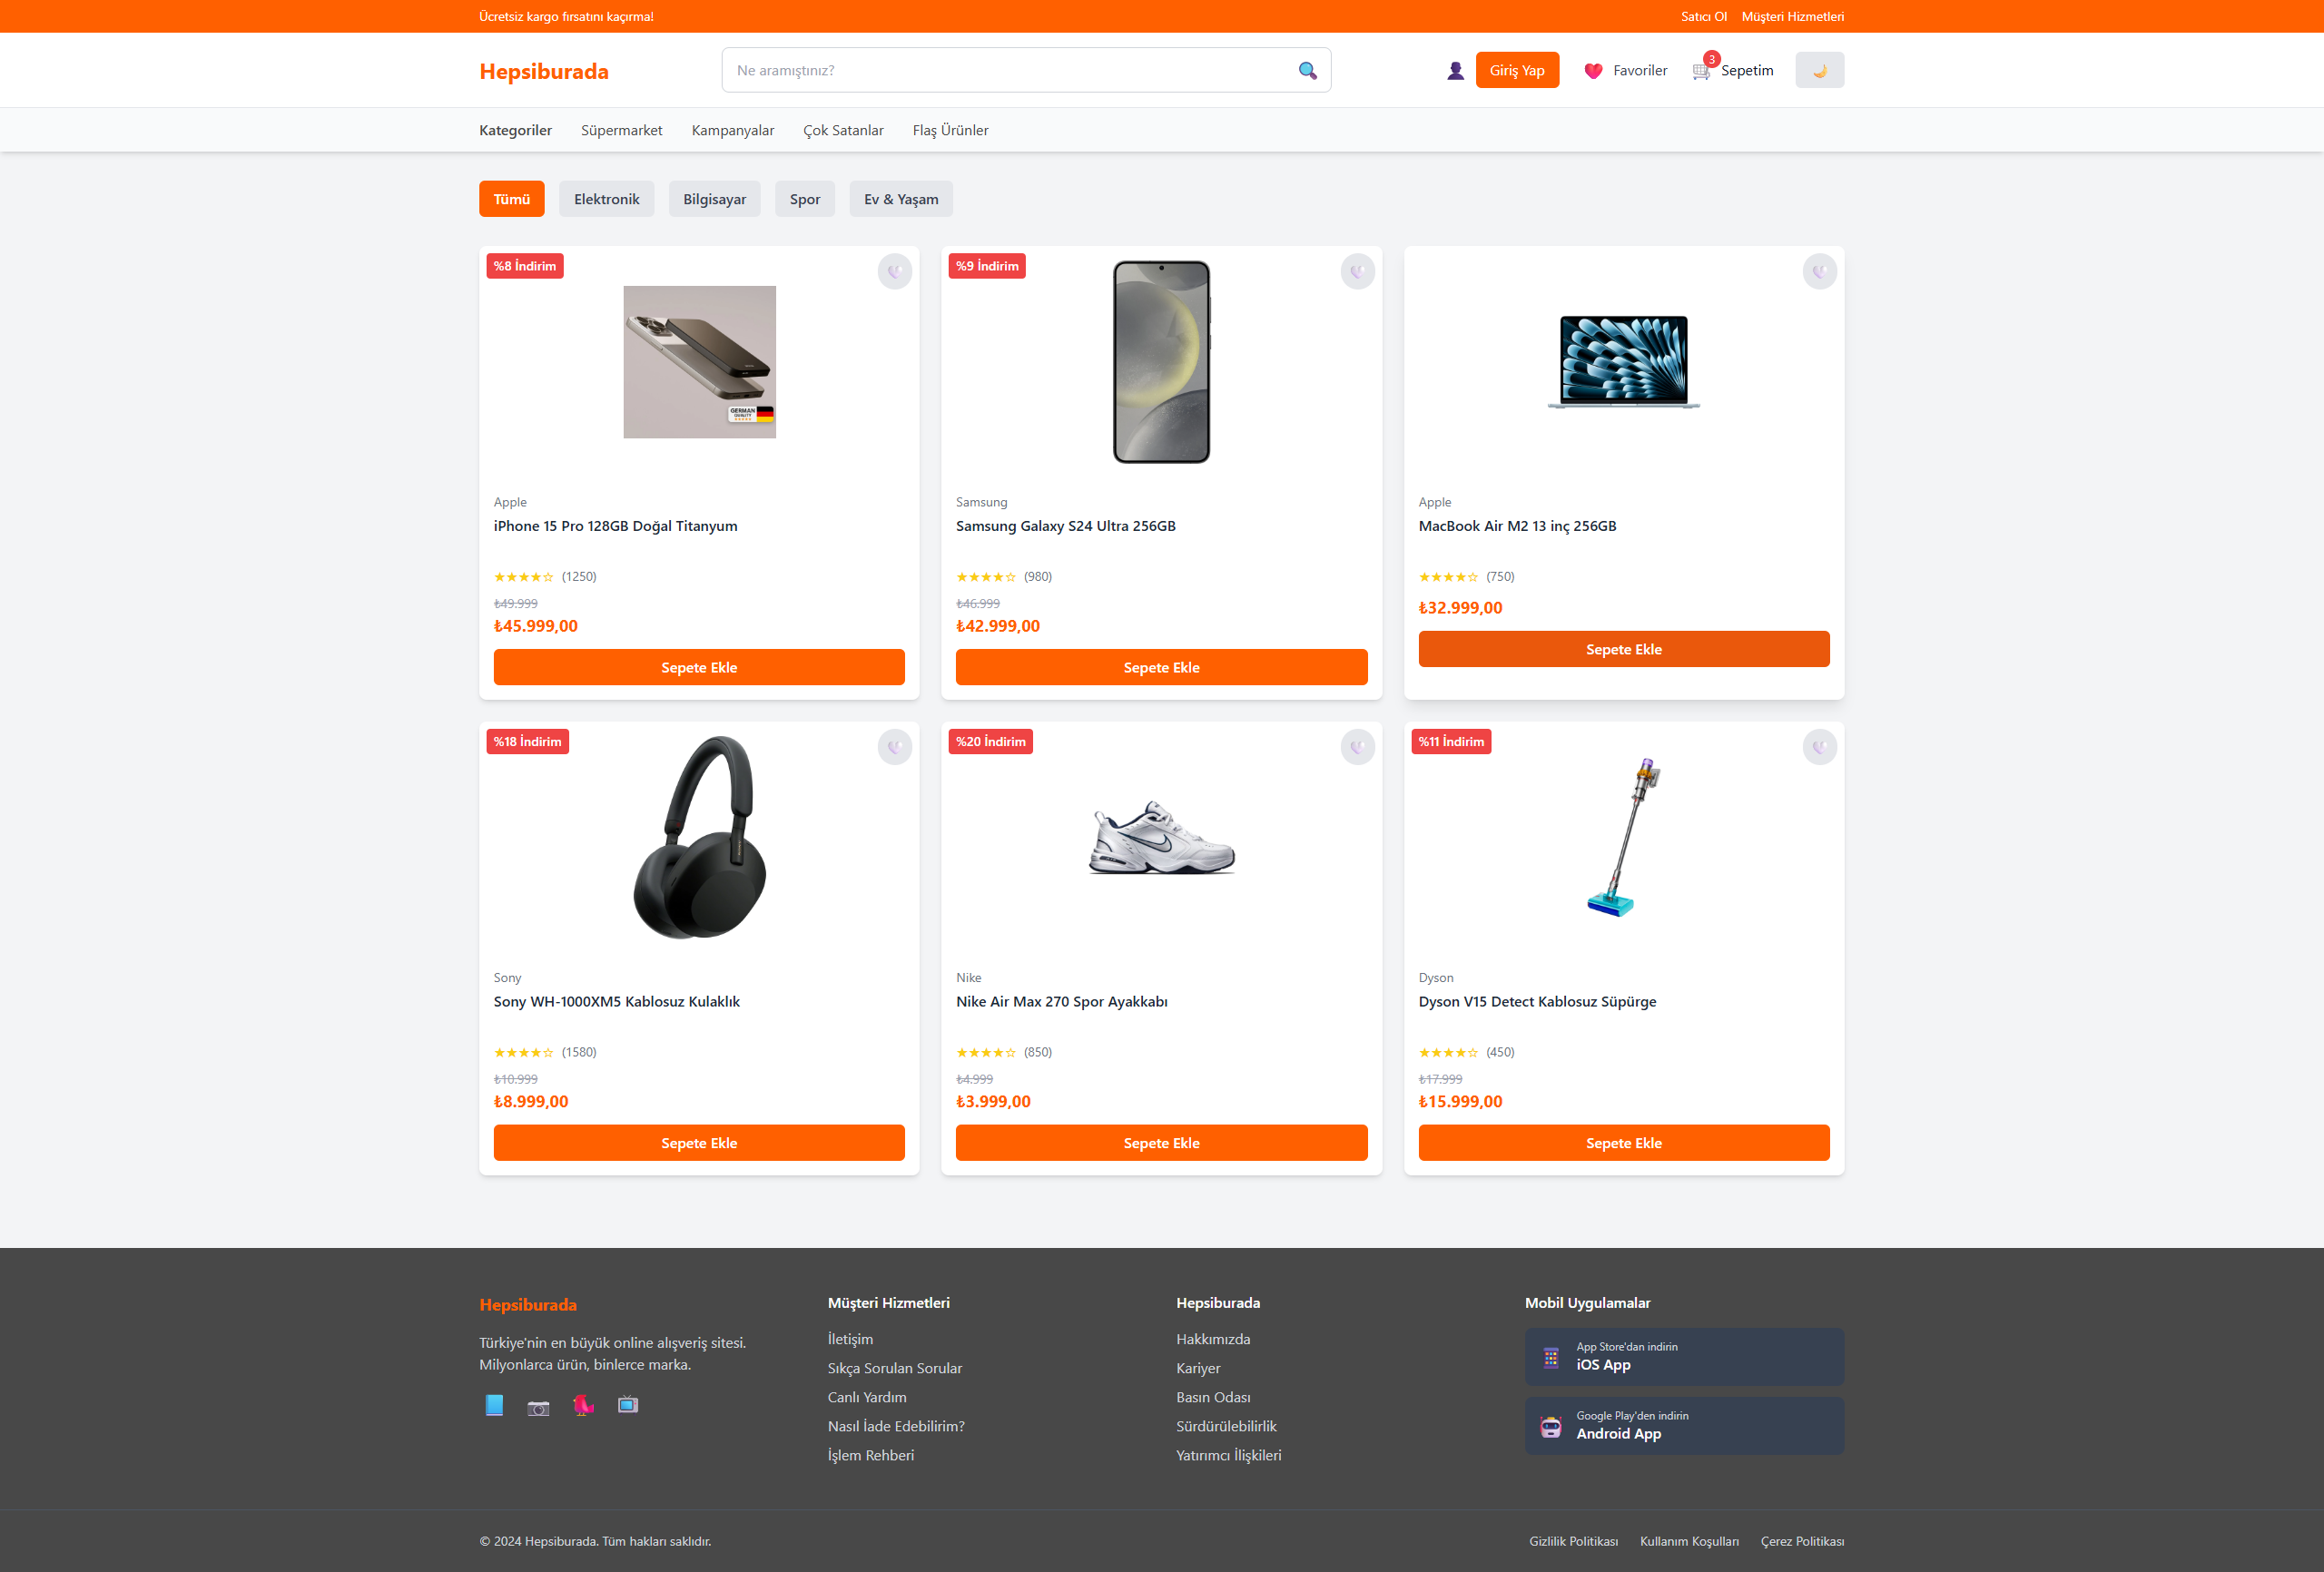 Ücretsiz kargo fırsatını kaçırma!
Satıcı Ol
Müşteri Hizmetleri
Hepsiburada
Ne aramıştınız?
Giriş Yap
Favoriler
3
Sepetim
Kategoriler
Süpermarket
Kampanyalar
Çok Satanlar
Flaş Ürünler
Tümü
Elektronik
Bilgisayar
Spor
Ev & Yaşam
%8 İndirim
GERMAN
QUALITY
Apple
iPhone 15 Pro 128GB Doğal Titanyum
★★★★☆ (1250)
₺49.999
₺45.999,00
Sepete Ekle
%9 İndirim
Samsung
Samsung Galaxy S24 Ultra 256GB
★★★★☆ (980)
₺46.999
₺42.999,00
Sepete Ekle
Apple
MacBook Air M2 13 inç 256GB
★★★★☆ (750)
₺32.999,00
Sepete Ekle
%18 İndirim
Sony
Sony WH-1000XM5 Kablosuz Kulaklık
★★★★☆ (1580)
₺10.999
₺8.999,00
Sepete Ekle
%20 İndirim
Nike
Nike Air Max 270 Spor Ayakkabı
★★★★☆ (850)
₺4.999
₺3.999,00
Sepete Ekle
%11 İndirim
Dyson
Dyson V15 Detect Kablosuz Süpürge
★★★★☆ (450)
₺17.999
₺15.999,00
Sepete Ekle
Hepsiburada
Türkiye'nin en büyük online alışveriş sitesi.
Milyonlarca ürün, binlerce marka.
Müşteri Hizmetleri
İletişim
Sıkça Sorulan Sorular
Canlı Yardım
Nasıl İade Edebilirim?
İşlem Rehberi
Hepsiburada
Hakkımızda
Kariyer
Basın Odası
Sürdürülebilirlik
Yatırımcı İlişkileri
Mobil Uygulamalar
App Store'dan indirin
iOS App
Google Play'den indirin
Android App
© 2024 Hepsiburada. Tüm hakları saklıdır.
Gizlilik Politikası
Kullanım Koşulları
Çerez Politikası